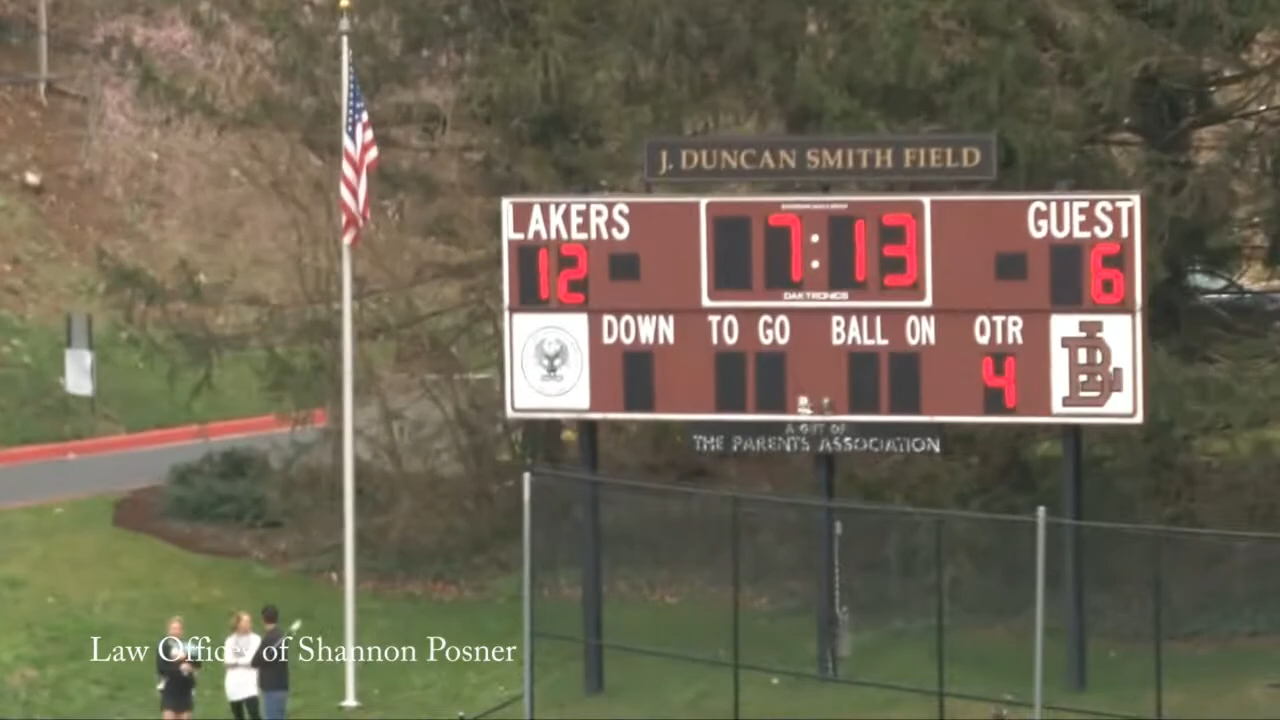 J. DUNCAN SMITH FIELD
LAKERS
7:13
GUEST
12
6
DAKTRONICS
DOWN
TO GO
BALL ON
QTR
4
BL
A GIFT OF
THE PARENTS ASSOCIATION
Law Offices of Shannon Posner